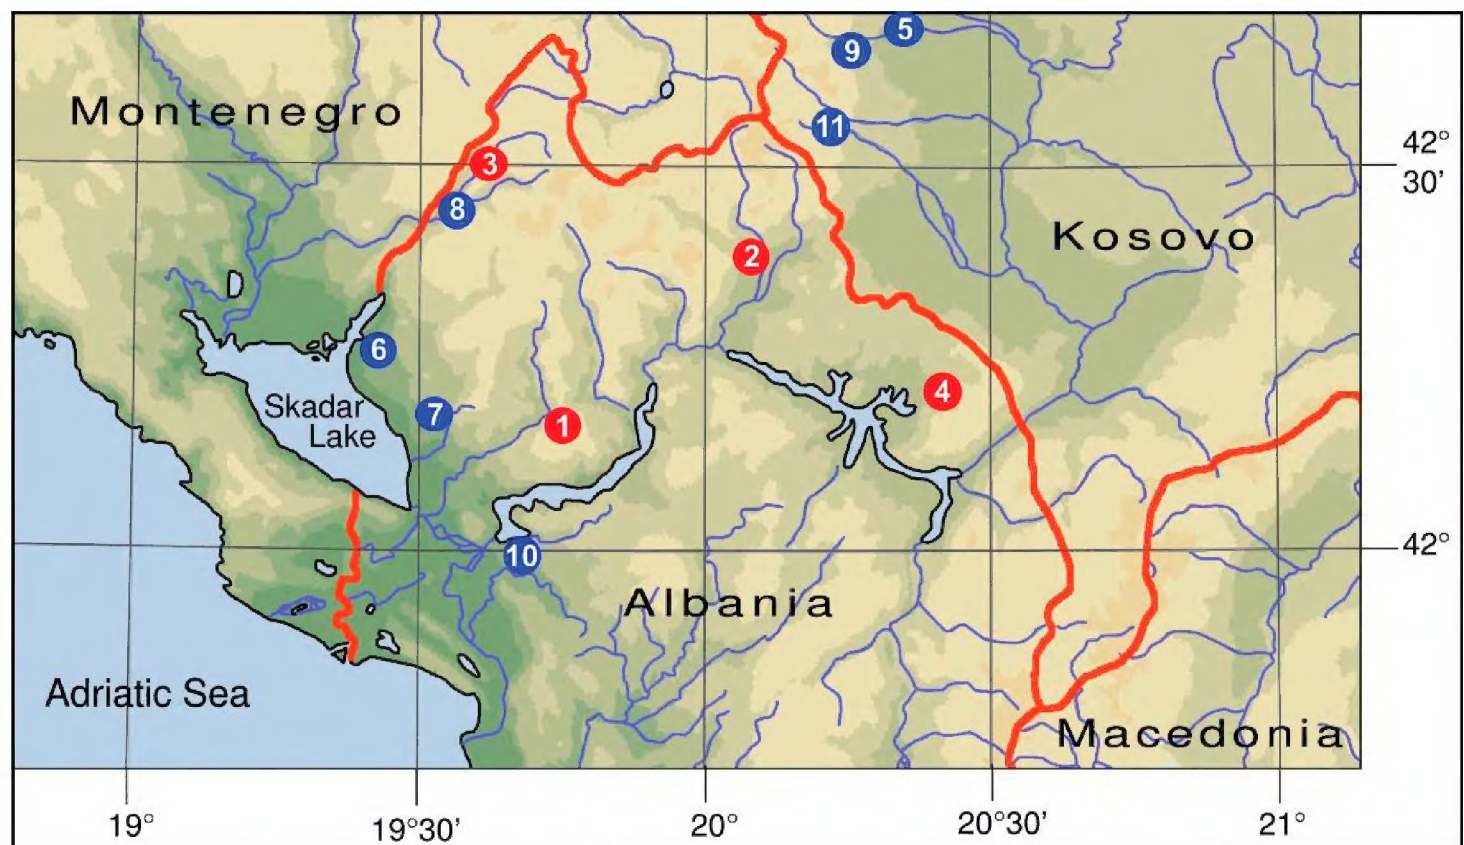 5
9
Montenegro
11
42°
30'
3
8
Kosovo
2
6
4
Skadar
Lake
7
1
42°
10
Albania
Adriatic Sea
Macedonia
19°
19°30'
20°
20°30'
21°